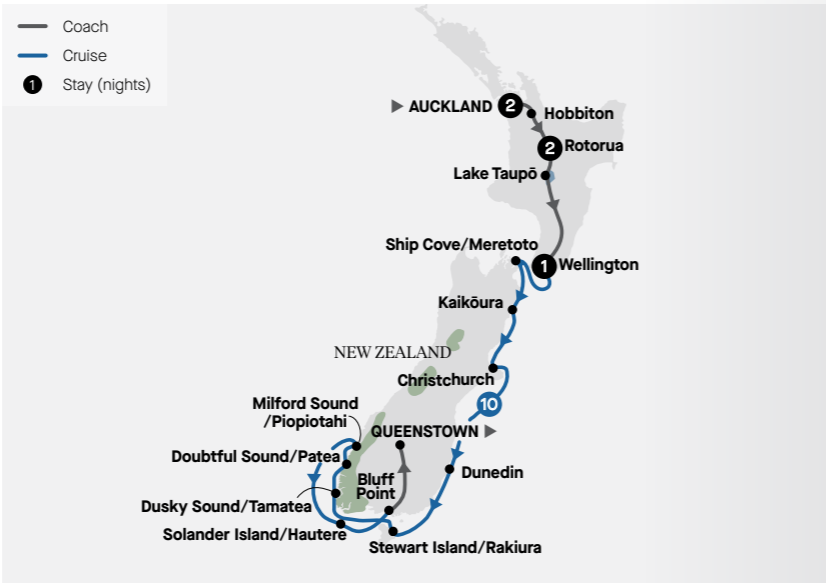 Coach
Cruise
1 Stay (nights)
▶ AUCKLAND 2
Hobbiton
2 Rotorua
Lake Taupō
Ship Cove/Meretoto
1 Wellington
Kaikōura
NEW ZEALAND
Christchurch
10
Milford Sound
/Piopiotahi
QUEENSTOWN ▶
Doubtful Sound/Patea
Bluff
Point
Dunedin
Dusky Sound/Tamatea
Solander Island/Hautere
Stewart Island/Rakiura